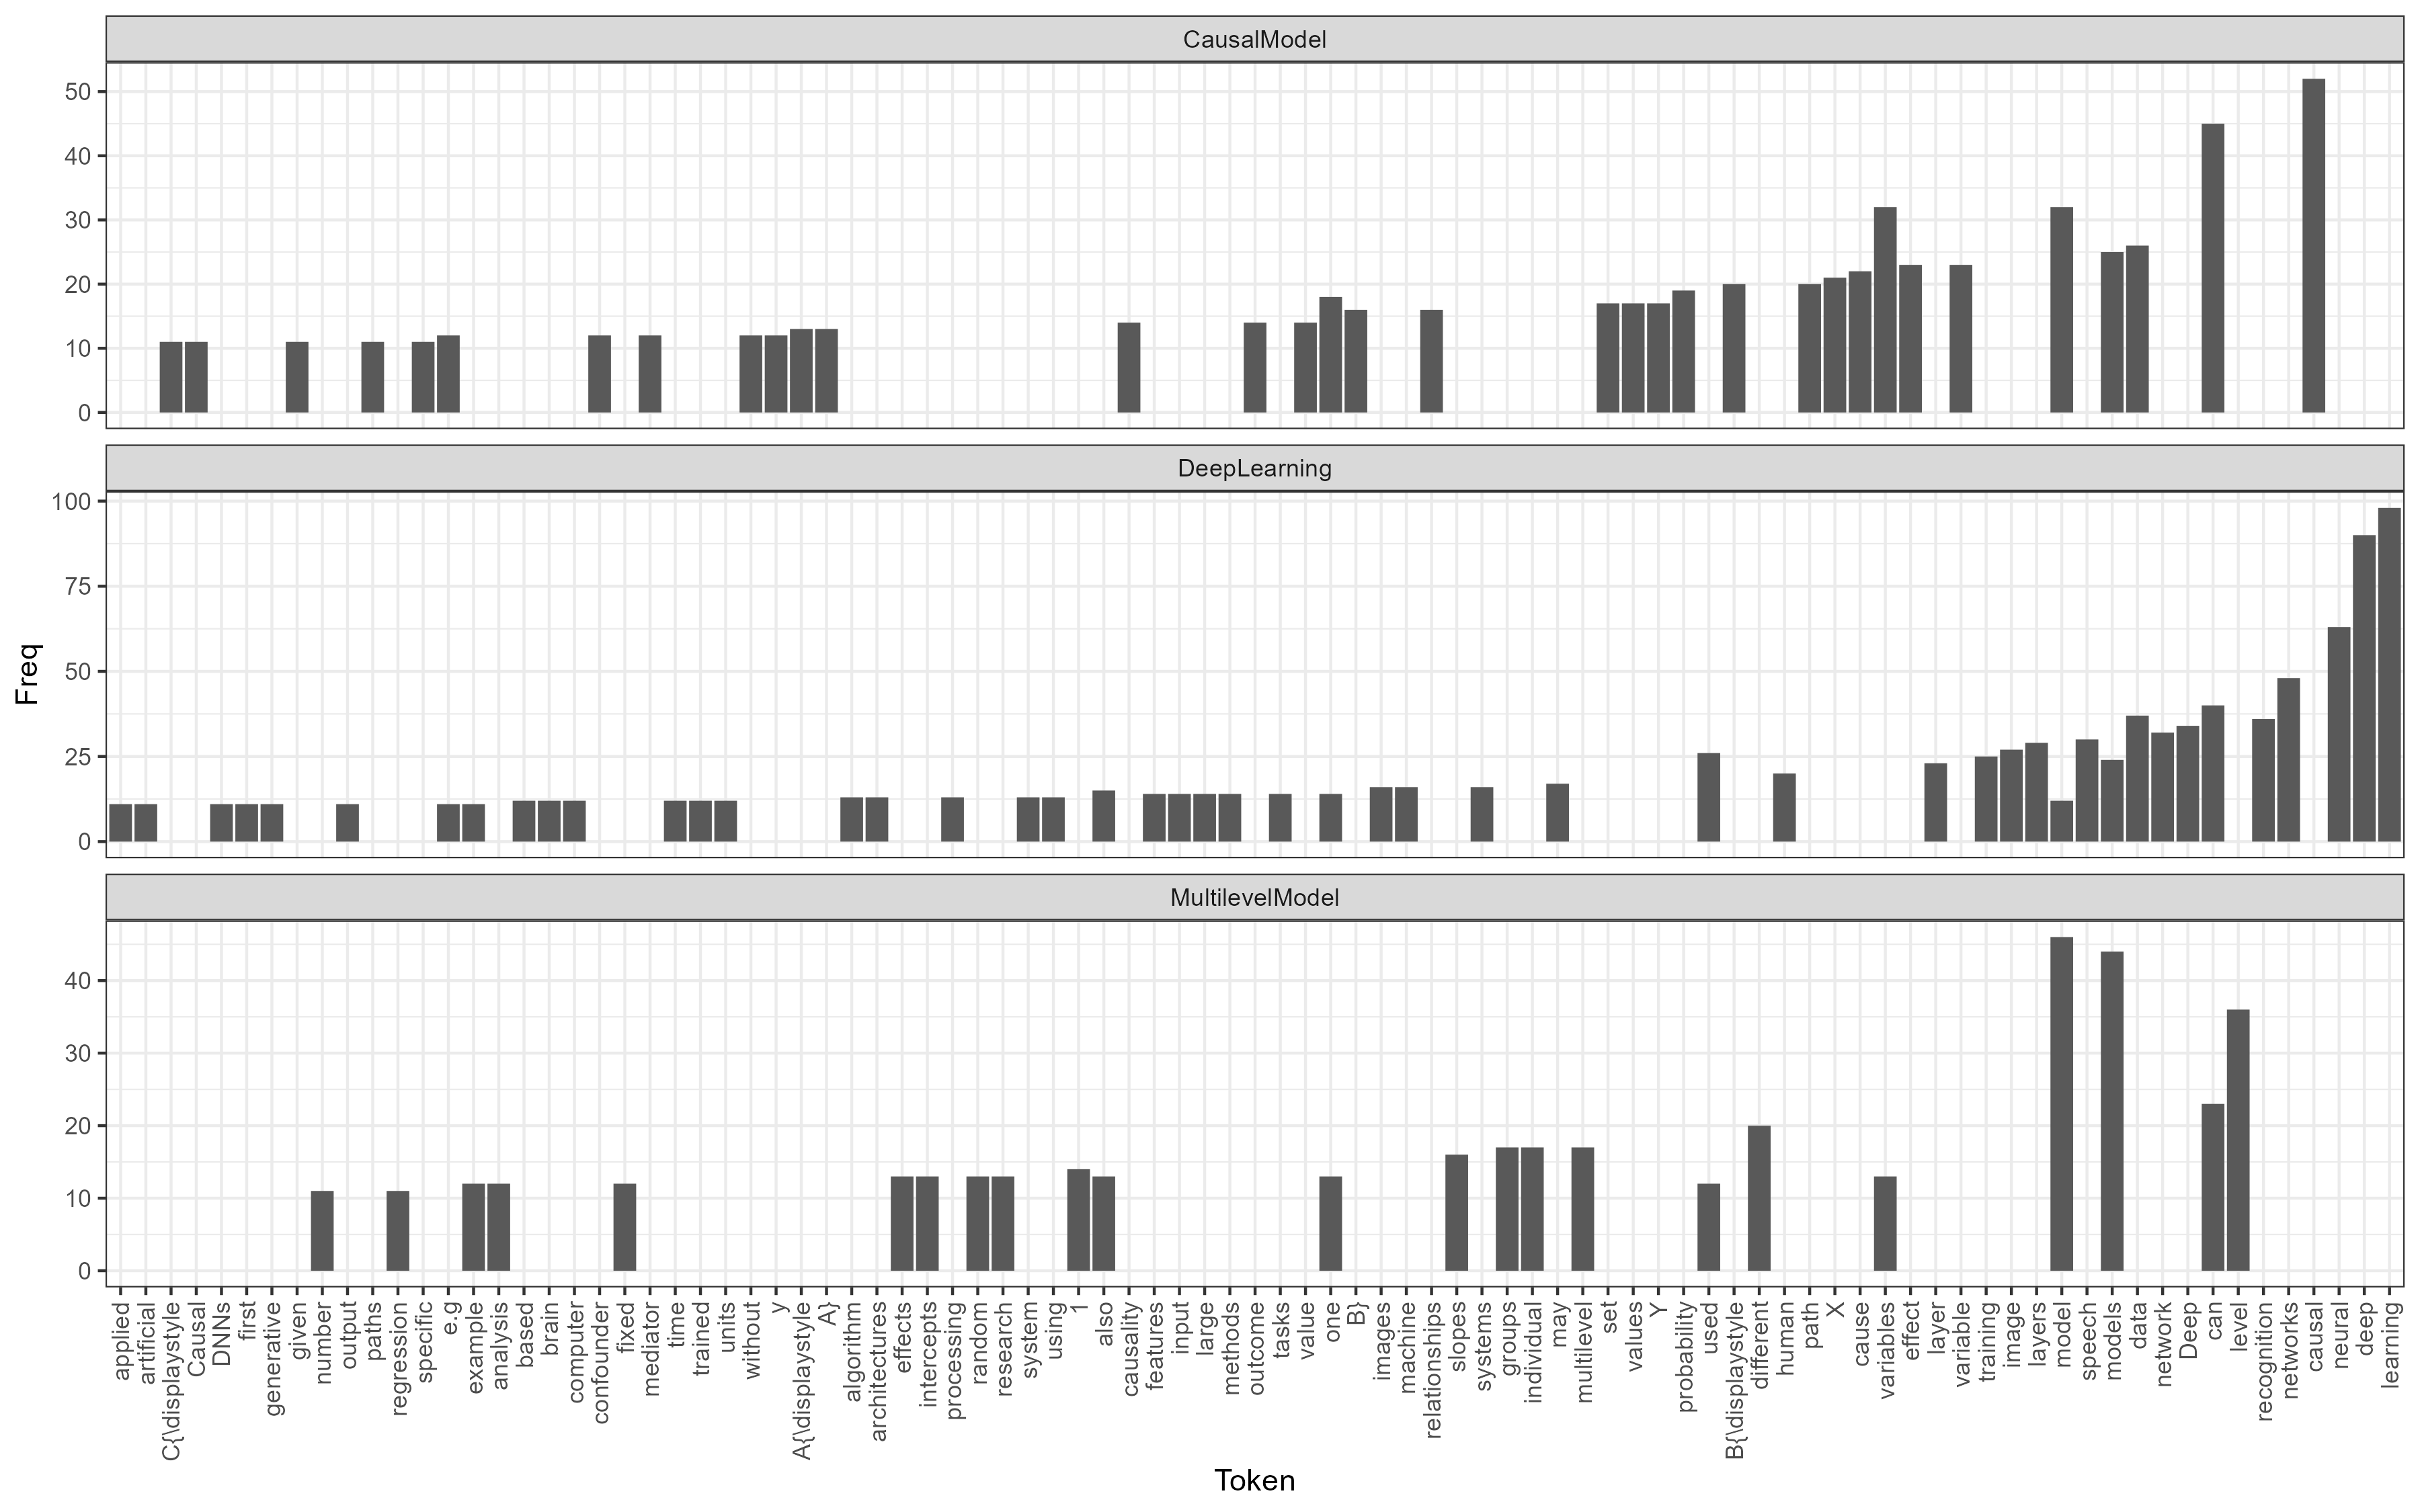 CausalModel
50
40
30
20
10
0
DeepLearning
100
75
50
25
0
MultilevelModel
40
30
20
10
0
Freq
applied
artificial
C{\displaystyle
Causal
DNNs
first
generative
given
number
output
paths
regression
specific
e.g
example
analysis
based
brain
computer
confounder
fixed
mediator
time
trained
units
without
y
A{\displaystyle
A}
algorithm
architectures
effects
intercepts
processing
random
research
system
using
1
also
causality
features
input
large
methods
outcome
tasks
value
one
B}
images
machine
relationships
slopes
systems
groups
individual
may
multilevel
set
values
Y
probability
used
B{\displaystyle
different
human
path
X
cause
variables
effect
layer
variable
training
image
layers
model
speech
models
data
network
Deep
can
level
recognition
networks
causal
neural
deep
learning
Token